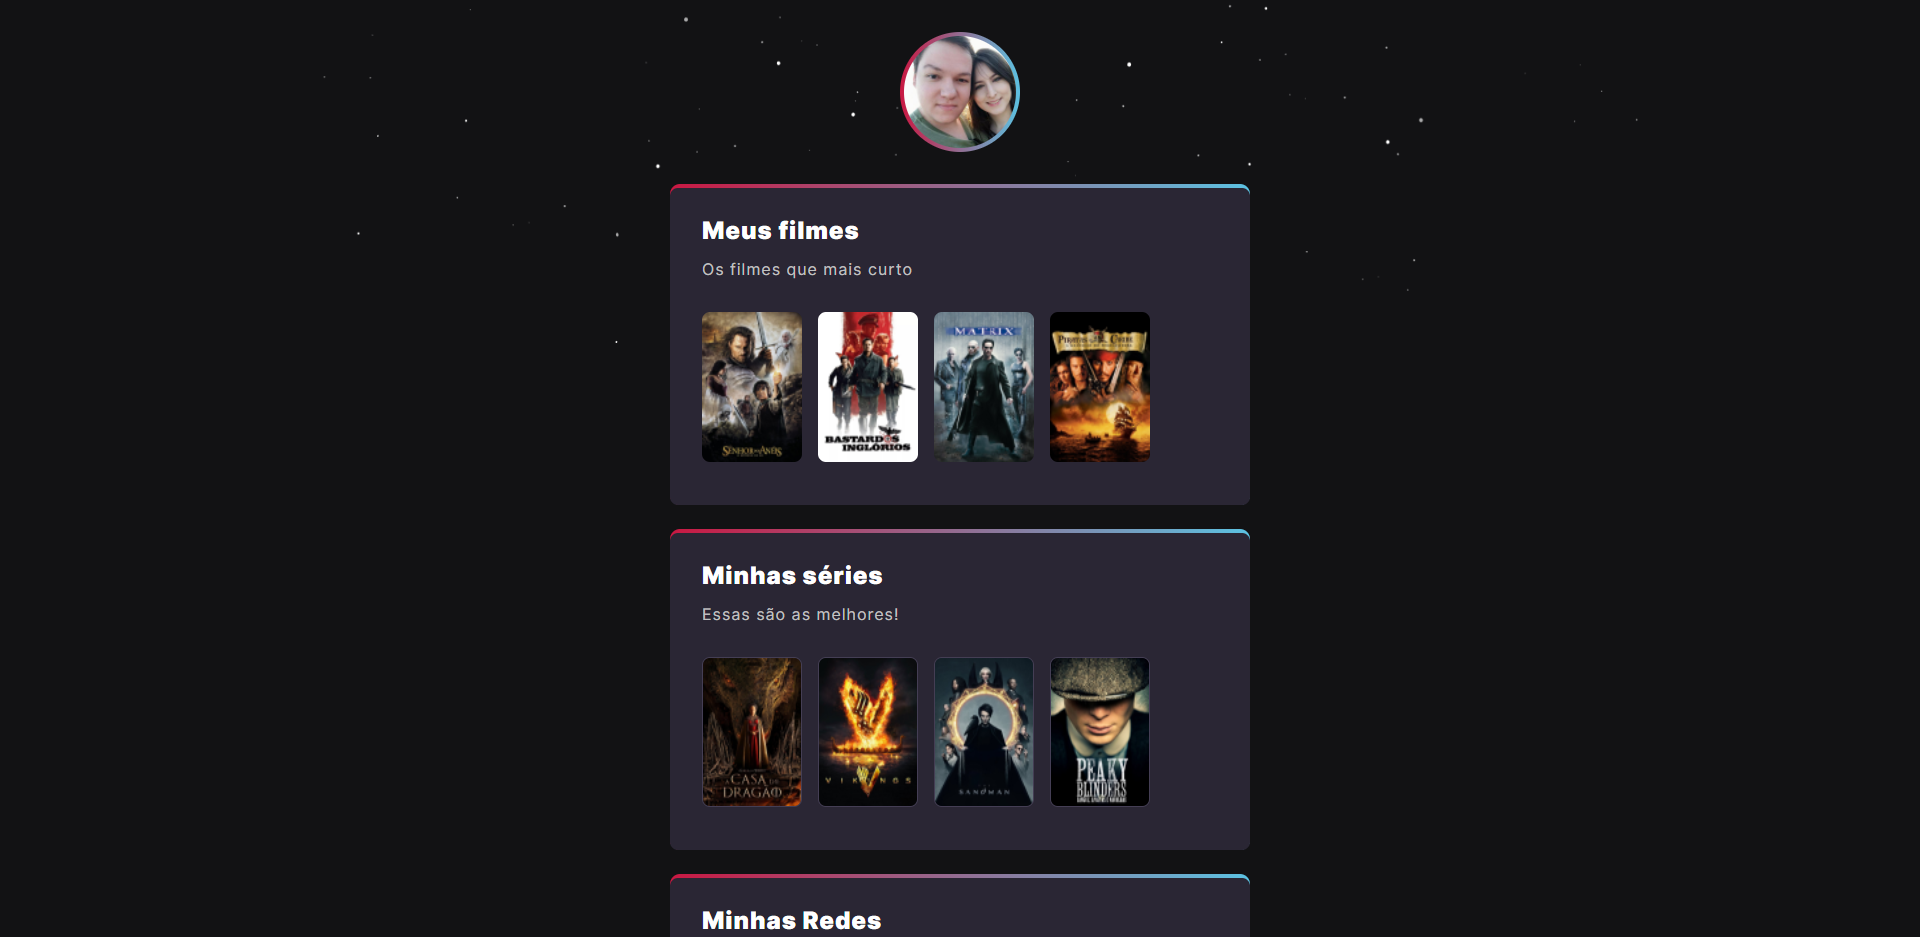 Meus filmes
Os filmes que mais curto
SENHOR DOS ANÉIS
BASTARDOS
INGLÓRIOS
MATRIX
PIRATAS DO CARIBE
Minhas séries
Essas são as melhores!
A CASA DO
DRAGÃO
VIKINGS
SANDMAN
PEAKY
BLINDERS
Minhas Redes